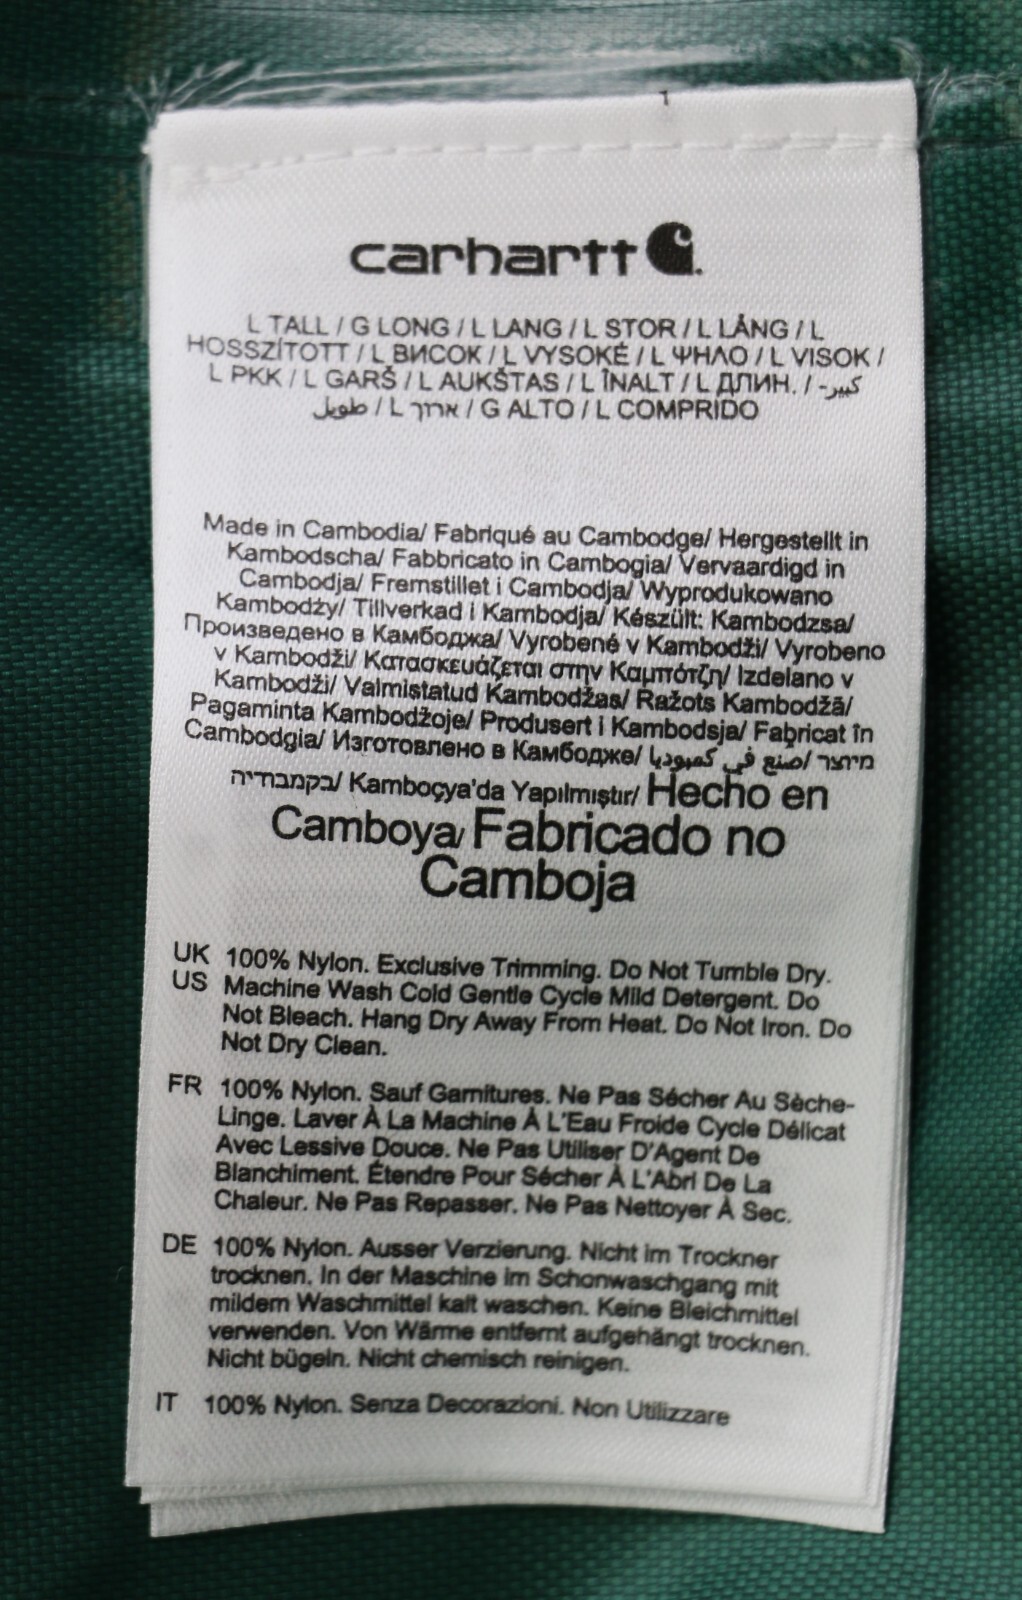 1
carhartt
L TALL / G LONG / L LANG / L STOR / L LÅNG / L
HOSSZÍTOTT / L ВИСОК / L VYSOKÉ / L ΨΗΛΟ / L VISOK /
L PKK / L GARŠ / L AUKŠTAS / L ÎNALT / L ДЛИН. / كبير-
طويل / L ארוך / G ALTO / L COMPRIDO
Made in Cambodia/ Fabriqué au Cambodge/ Hergestellt in
Kambodscha/ Fabbricato in Cambogia/ Vervaardigd in
Cambodja/ Fremstillet i Cambodja/ Wyprodukowano
Kambodży/ Tillverkad i Kambodja/ Készült: Kambodzsa/
Произведено в Камбоджа/ Vyrobené v Kambodži/ Vyrobeno
v Kambodži/ Κατασκευάζεται στην Καμπότζη/ Izdelano v
Kambodži/ Valmistatud Kambodžas/ Ražots Kambodžā/
Pagaminta Kambodžoje/ Produsert i Kambodsja/ Fabricat în
Cambodgia/ Изготовлено в Камбодже/ صنع في كمبوديا/ מיוצר
בקמבודיה/ Kamboçya'da Yapılmıştır/ Hecho en
Camboya/ Fabricado no
Camboja
UK 100% Nylon. Exclusive Trimming. Do Not Tumble Dry.
US Machine Wash Cold Gentle Cycle Mild Detergent. Do
Not Bleach. Hang Dry Away From Heat. Do Not Iron. Do
Not Dry Clean.
FR 100% Nylon. Sauf Garnitures. Ne Pas Sécher Au Sèche-
Linge. Laver À La Machine À L'Eau Froide Cycle Délicat
Avec Lessive Douce. Ne Pas Utiliser D'Agent De
Blanchiment. Étendre Pour Sécher À L'Abri De La
Chaleur. Ne Pas Repasser. Ne Pas Nettoyer À Sec.
DE 100% Nylon. Ausser Verzierung. Nicht im Trockner
trocknen. In der Maschine im Schonwaschgang mit
mildem Waschmittel kalt waschen. Keine Bleichmittel
verwenden. Von Wärme entfernt aufgehängt trocknen.
Nicht bügeln. Nicht chemisch reinigen.
IT 100% Nylon. Senza Decorazioni. Non Utilizzare